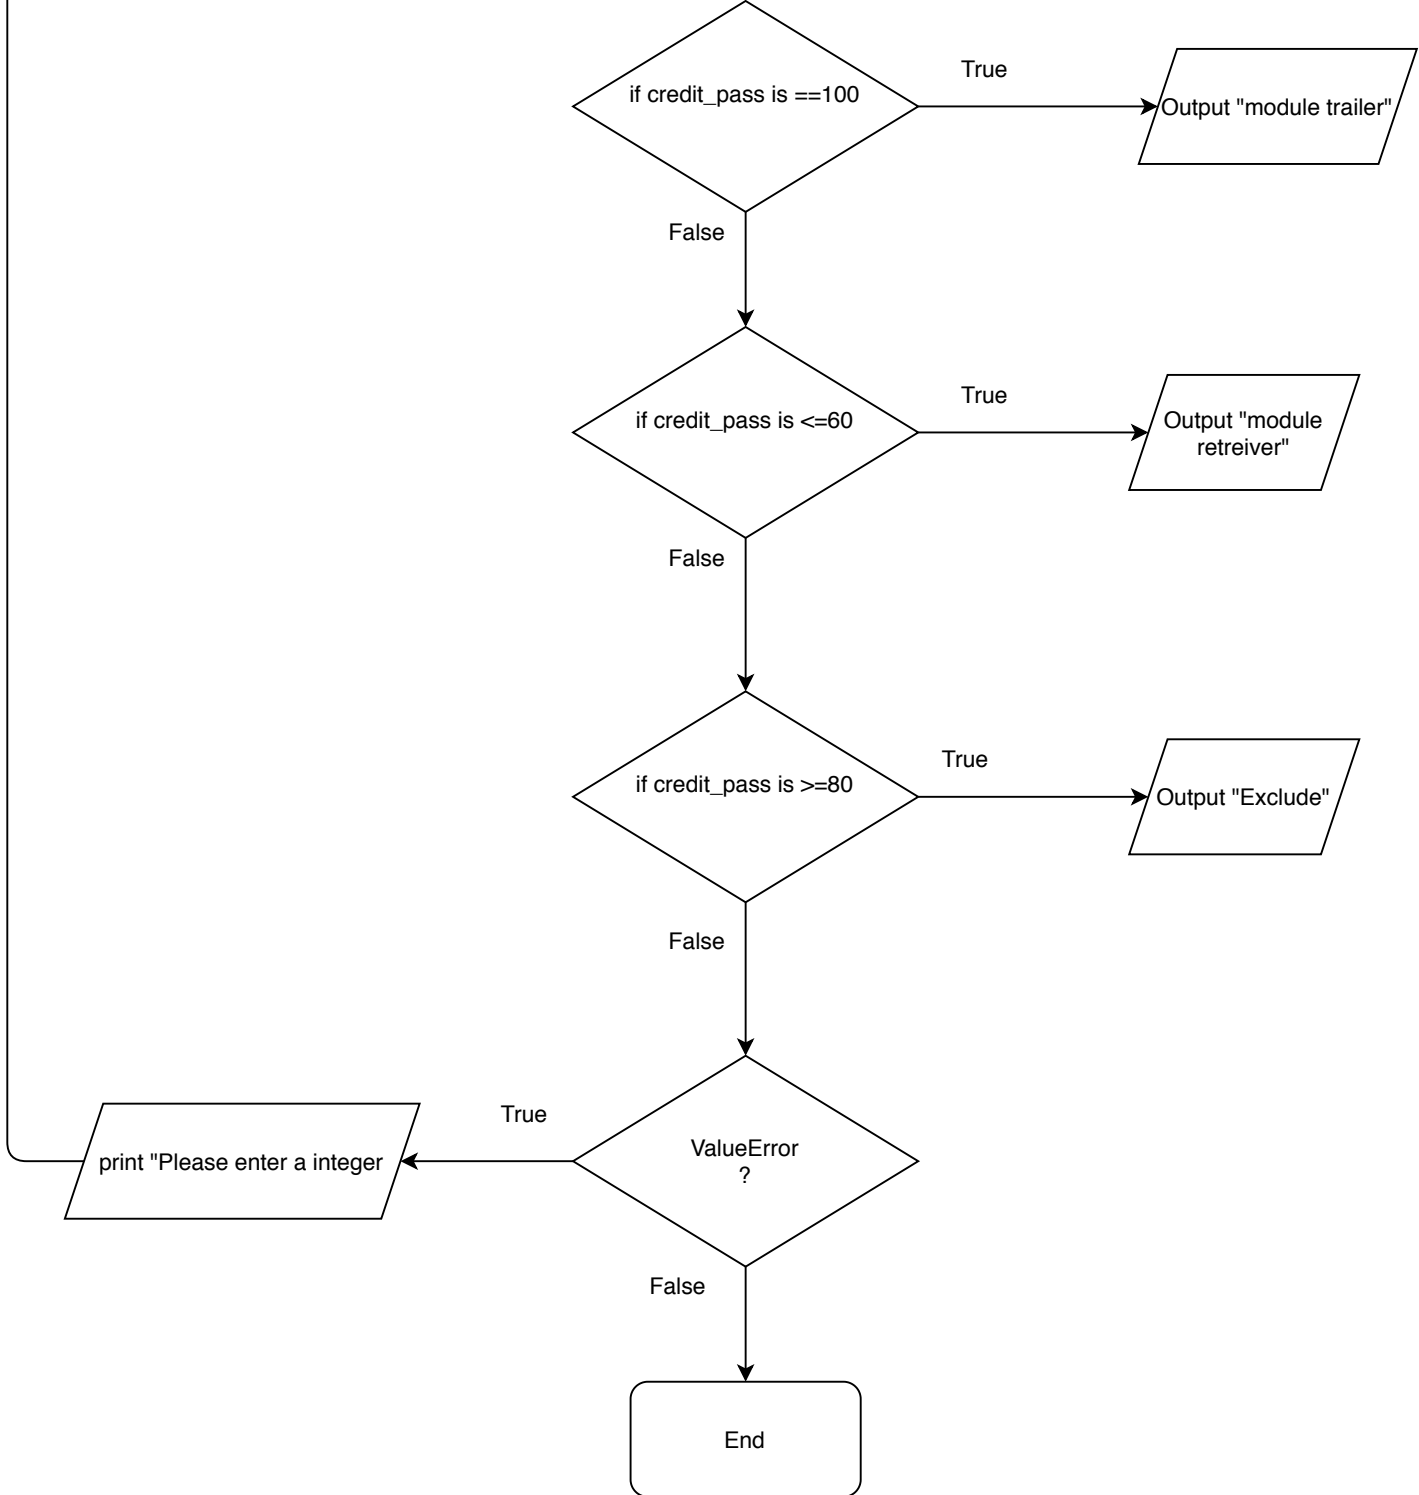 True
if credit_pass is ==100
Output "module trailer"
False
True
if credit_pass is <=60
Output "module
retreiver"
False
True
if credit_pass is >=80
Output "Exclude"
False
True
ValueError
?
print "Please enter a integer
False
End